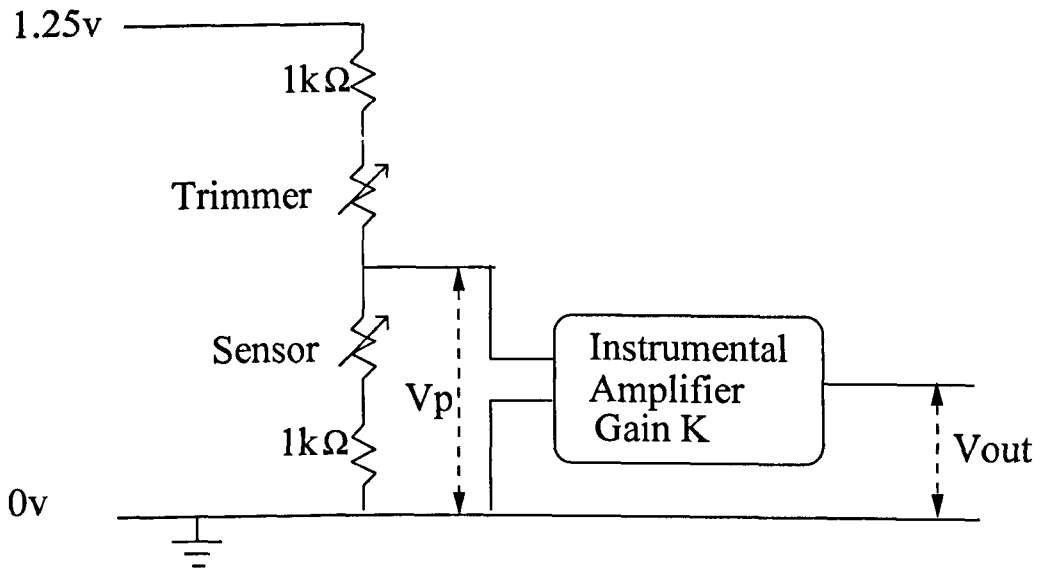 1.25v
1kΩ
Trimmer
Sensor
1kΩ
Vp
Instrumental
Amplifier
Gain K
Vout
0v